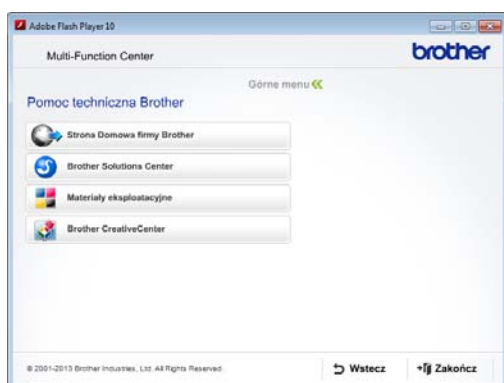 Adobe Flash Player 10
Multi-Function Center
brother
Górne menu
Pomoc techniczna Brother
Strona Domowa firmy Brother
Brother Solutions Center
Materiały eksploatacyjne
Brother CreativeCenter
© 2001-2013 Brother Industries, Ltd. All Rights Reserved.
Wstecz
Zakończ